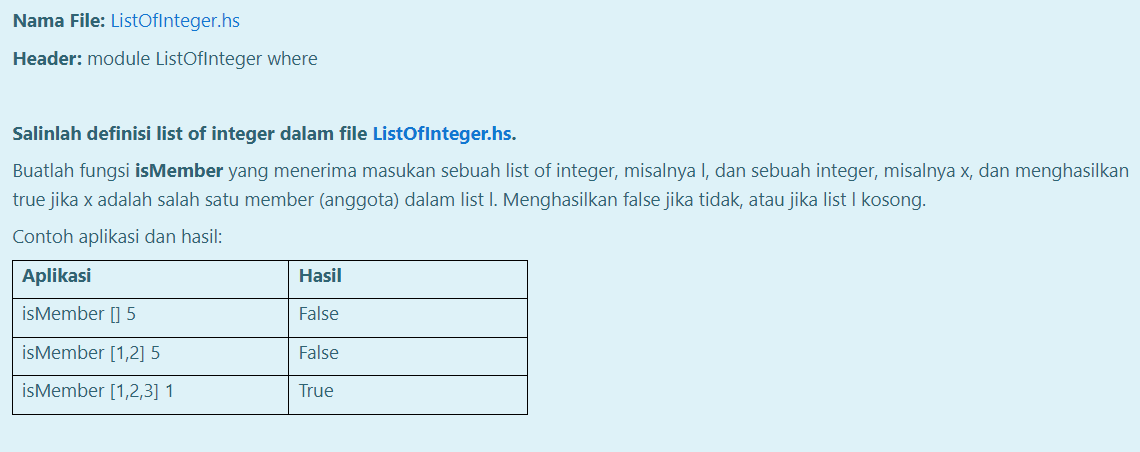 Nama File: ListOfInteger.hs
Header: module ListOfInteger where
Salinlah definisi list of integer dalam file ListOfInteger.hs.
Buatlah fungsi isMember yang menerima masukan sebuah list of integer, misalnya l, dan sebuah integer, misalnya x, dan menghasilkan
true jika x adalah salah satu member (anggota) dalam list l. Menghasilkan false jika tidak, atau jika list l kosong.
Contoh aplikasi dan hasil:
Aplikasi Hasil
isMember [] 5 False
isMember [1,2] 5 False
isMember [1,2,3] 1 True